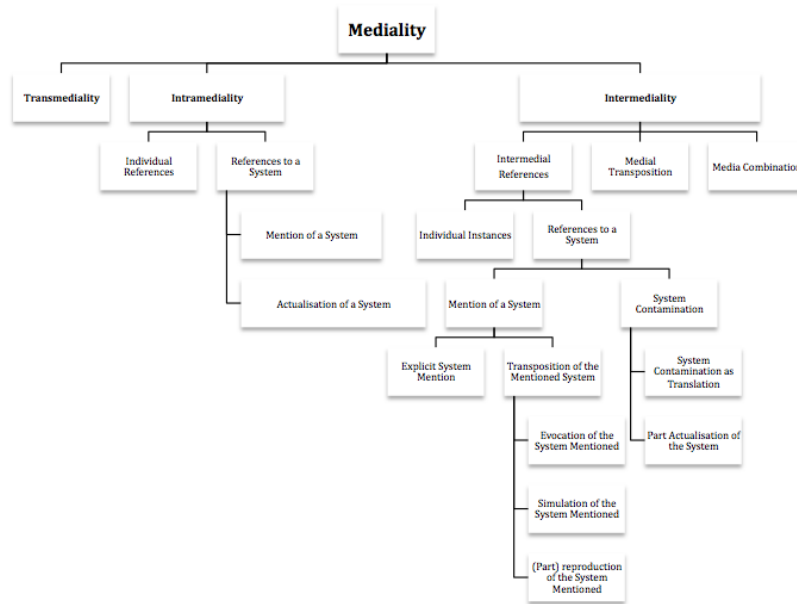 Mediality
Transmediality
Intramediality
Intermediality
Individual
References
References to a
System
Intermedial
References
Medial
Transposition
Media Combination
Mention of a System
Actualisation of a System
Individual Instances
References to a
System
Mention of a System
System
Contamination
Explicit System
Mention
Transposition of the
Mentioned System
System
Contamination as
Translation
Evocation of the
System Mentioned
Part Actualisation of
the System
Simulation of the
System Mentioned
(Part) reproduction
of the System
Mentioned